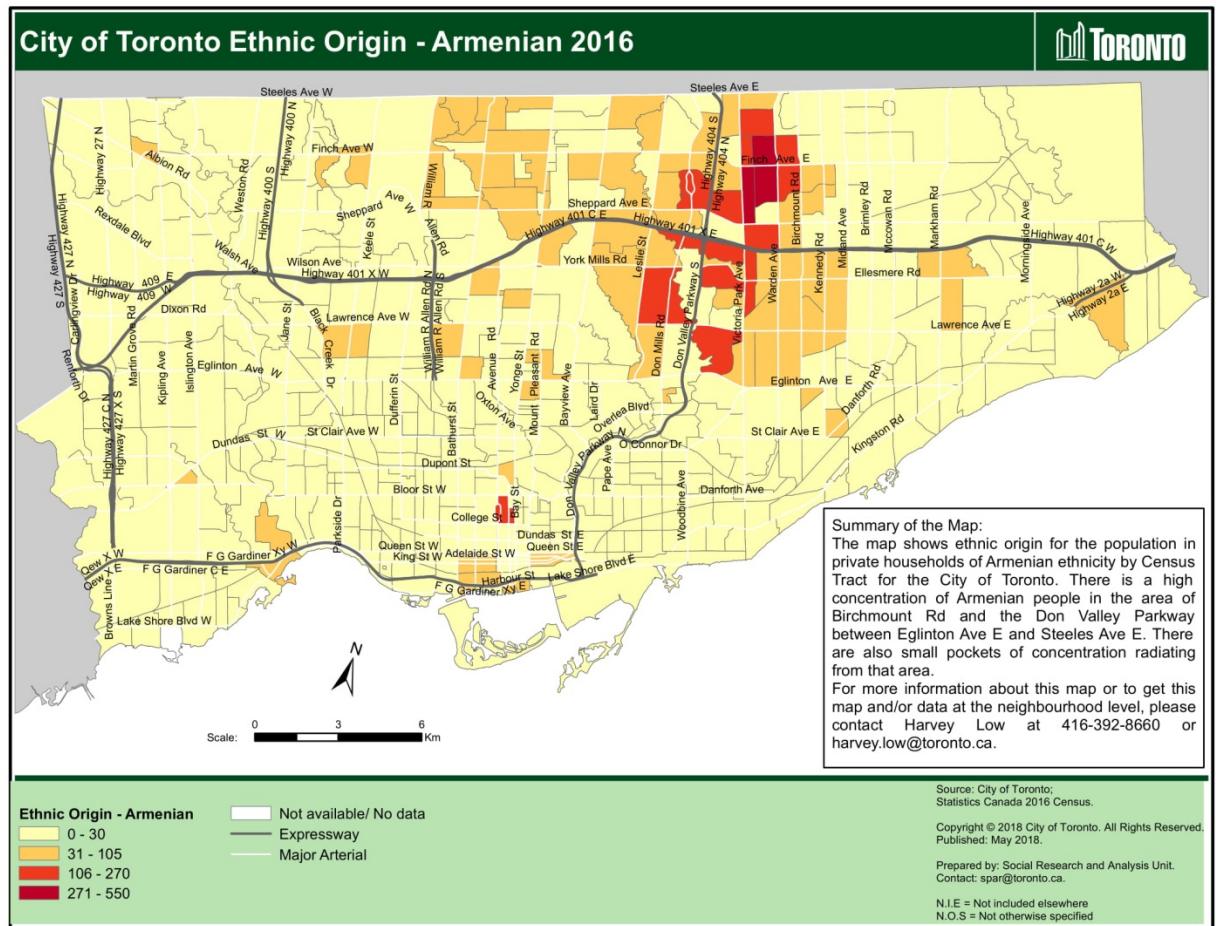 City of Toronto Ethnic Origin - Armenian 2016
TORONTO
Steeles Ave W
Steeles Ave E
Highway 27 N
Albion Rd
Weston Rd
Highway 400 S
Highway 400 N
Finch Ave W
William R
Highway 404 S
Highway 404 N
Finch Ave E
Birchmount Rd
Rexdale Blvd
Sheppard Ave W
Keele St
Allen Rd
Sheppard Ave E
Highway 401 C E
Highway 401 X E
Kennedy Rd
Midland Ave
Brimley Rd
Mccowan Rd
Markham Rd
Morningside Ave
Highway 401 C W
Highway 427 N
Highway 427 S
Walsh Ave
Wilson Ave
Highway 401 X W
York Mills Rd
Leslie St
Warden Ave
Ellesmere Rd
Highway 409 E
Highway 409 W
Carlingview Dr
Dixon Rd
Highway 2a W
Highway 2a E
Renforth Dr
Martin Grove Rd
Kipling Ave
Islington Ave
Jane St
Black Creek Dr
Lawrence Ave W
William R Allen Rd N
William R Allen Rd S
Avenue Rd
Yonge St
Mount Pleasant Rd
Bayview Ave
Laird Dr
Don Mills Rd
Don Valley Parkway S
Victoria Park Ave
Lawrence Ave E
Eglinton Ave W
Eglinton Ave E
Highway 427 C N
Highway 427 X S
Dufferin St
Bathurst St
Oxton Ave
Overlea Blvd
Danforth Rd
Kingston Rd
Dundas St W
St Clair Ave W
Don Valley Parkway N
O Connor Dr
St Clair Ave E
Dupont St
Pape Ave
Woodbine Ave
Bloor St W
Bay St
Danforth Ave
Parkside Dr
College St
Dundas St E
Queen St W
Queen St E
King St W
Adelaide St W
Qew X W
Qew X E
F G Gardiner Xy W
F G Gardiner C E
Harbour St
Lake Shore Blvd E
F G Gardiner Xy E
Browns Line X
Lake Shore Blvd W
Summary of the Map:
The map shows ethnic origin for the population in
private households of Armenian ethnicity by Census
Tract for the City of Toronto. There is a high
concentration of Armenian people in the area of
Birchmount Rd and the Don Valley Parkway
between Eglinton Ave E and Steeles Ave E. There
are also small pockets of concentration radiating
from that area.
For more information about this map or to get this
map and/or data at the neighbourhood level, please
contact Harvey Low at 416-392-8660 or
harvey.low@toronto.ca.
N
0 3 6
Scale: Km
Ethnic Origin - Armenian
0 - 30
31 - 105
106 - 270
271 - 550
Not available/ No data
Expressway
Major Arterial
Source: City of Toronto;
Statistics Canada 2016 Census.
Copyright © 2018 City of Toronto. All Rights Reserved.
Published: May 2018.
Prepared by: Social Research and Analysis Unit.
Contact: spar@toronto.ca.
N.I.E = Not included elsewhere
N.O.S = Not otherwise specified